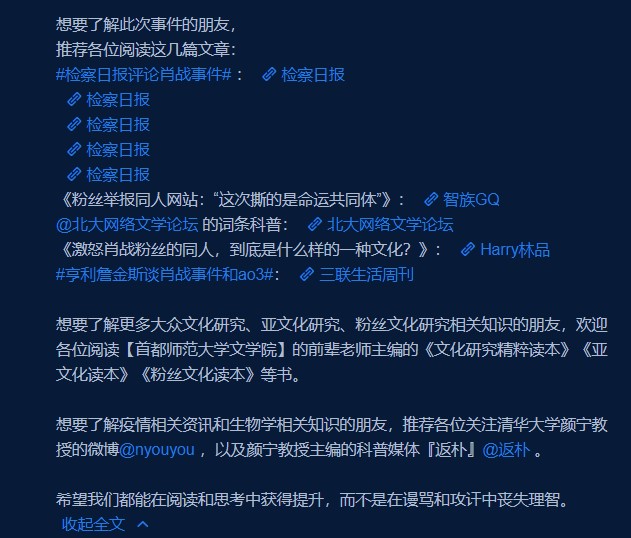 想要了解此次事件的朋友，
推荐各位阅读这几篇文章：
#检察日报评论肖战事件#： 检察日报
检察日报
检察日报
检察日报
检察日报
《粉丝举报同人网站：“这次撕的是命运共同体”》： 智族GQ
@北大网络文学论坛 的词条科普： 北大网络文学论坛
《激怒肖战粉丝的同人，到底是什么样的一种文化？》： Harry林品
#亨利詹金斯谈肖战事件和ao3#： 三联生活周刊
想要了解更多大众文化研究、亚文化研究、粉丝文化研究相关知识的朋友，欢迎
各位阅读【首都师范大学文学院】的前辈老师主编的《文化研究精粹读本》《亚
文化读本》《粉丝文化读本》等书。
想要了解疫情相关资讯和生物学相关知识的朋友，推荐各位关注清华大学颜宁教
授的微博@nyouyou ，以及颜宁教授主编的科普媒体『返朴』@返朴 。
希望我们都能在阅读和思考中获得提升，而不是在谩骂和攻讦中丧失理智。
收起全文